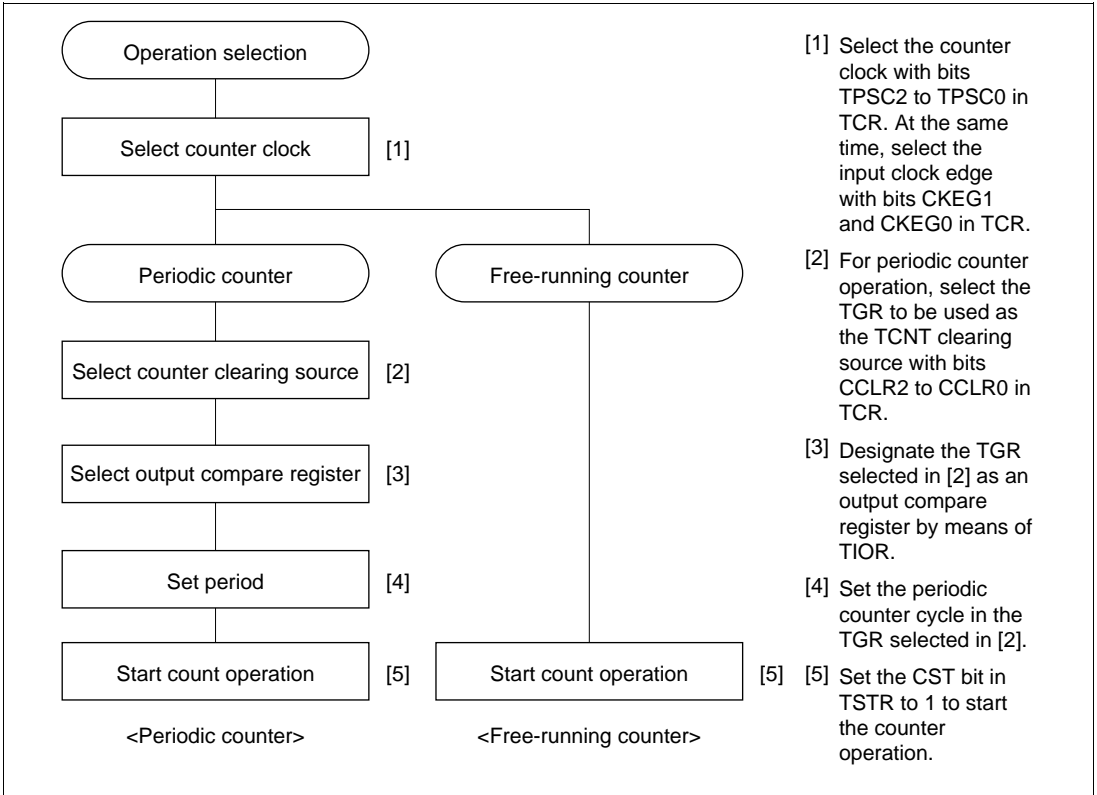 Operation selection
Select counter clock
[1]
Periodic counter
Free-running counter
Select counter clearing source
[2]
Select output compare register
[3]
Set period
[4]
Start count operation
[5]
Start count operation
[5]
<Periodic counter>
<Free-running counter>
[1] Select the counter
clock with bits
TPSC2 to TPSC0 in
TCR. At the same
time, select the
input clock edge
with bits CKEG1
and CKEG0 in TCR.
[2] For periodic counter
operation, select the
TGR to be used as
the TCNT clearing
source with bits
CCLR2 to CCLR0 in
TCR.
[3] Designate the TGR
selected in [2] as an
output compare
register by means of
TIOR.
[4] Set the periodic
counter cycle in the
TGR selected in [2].
[5] Set the CST bit in
TSTR to 1 to start
the counter
operation.